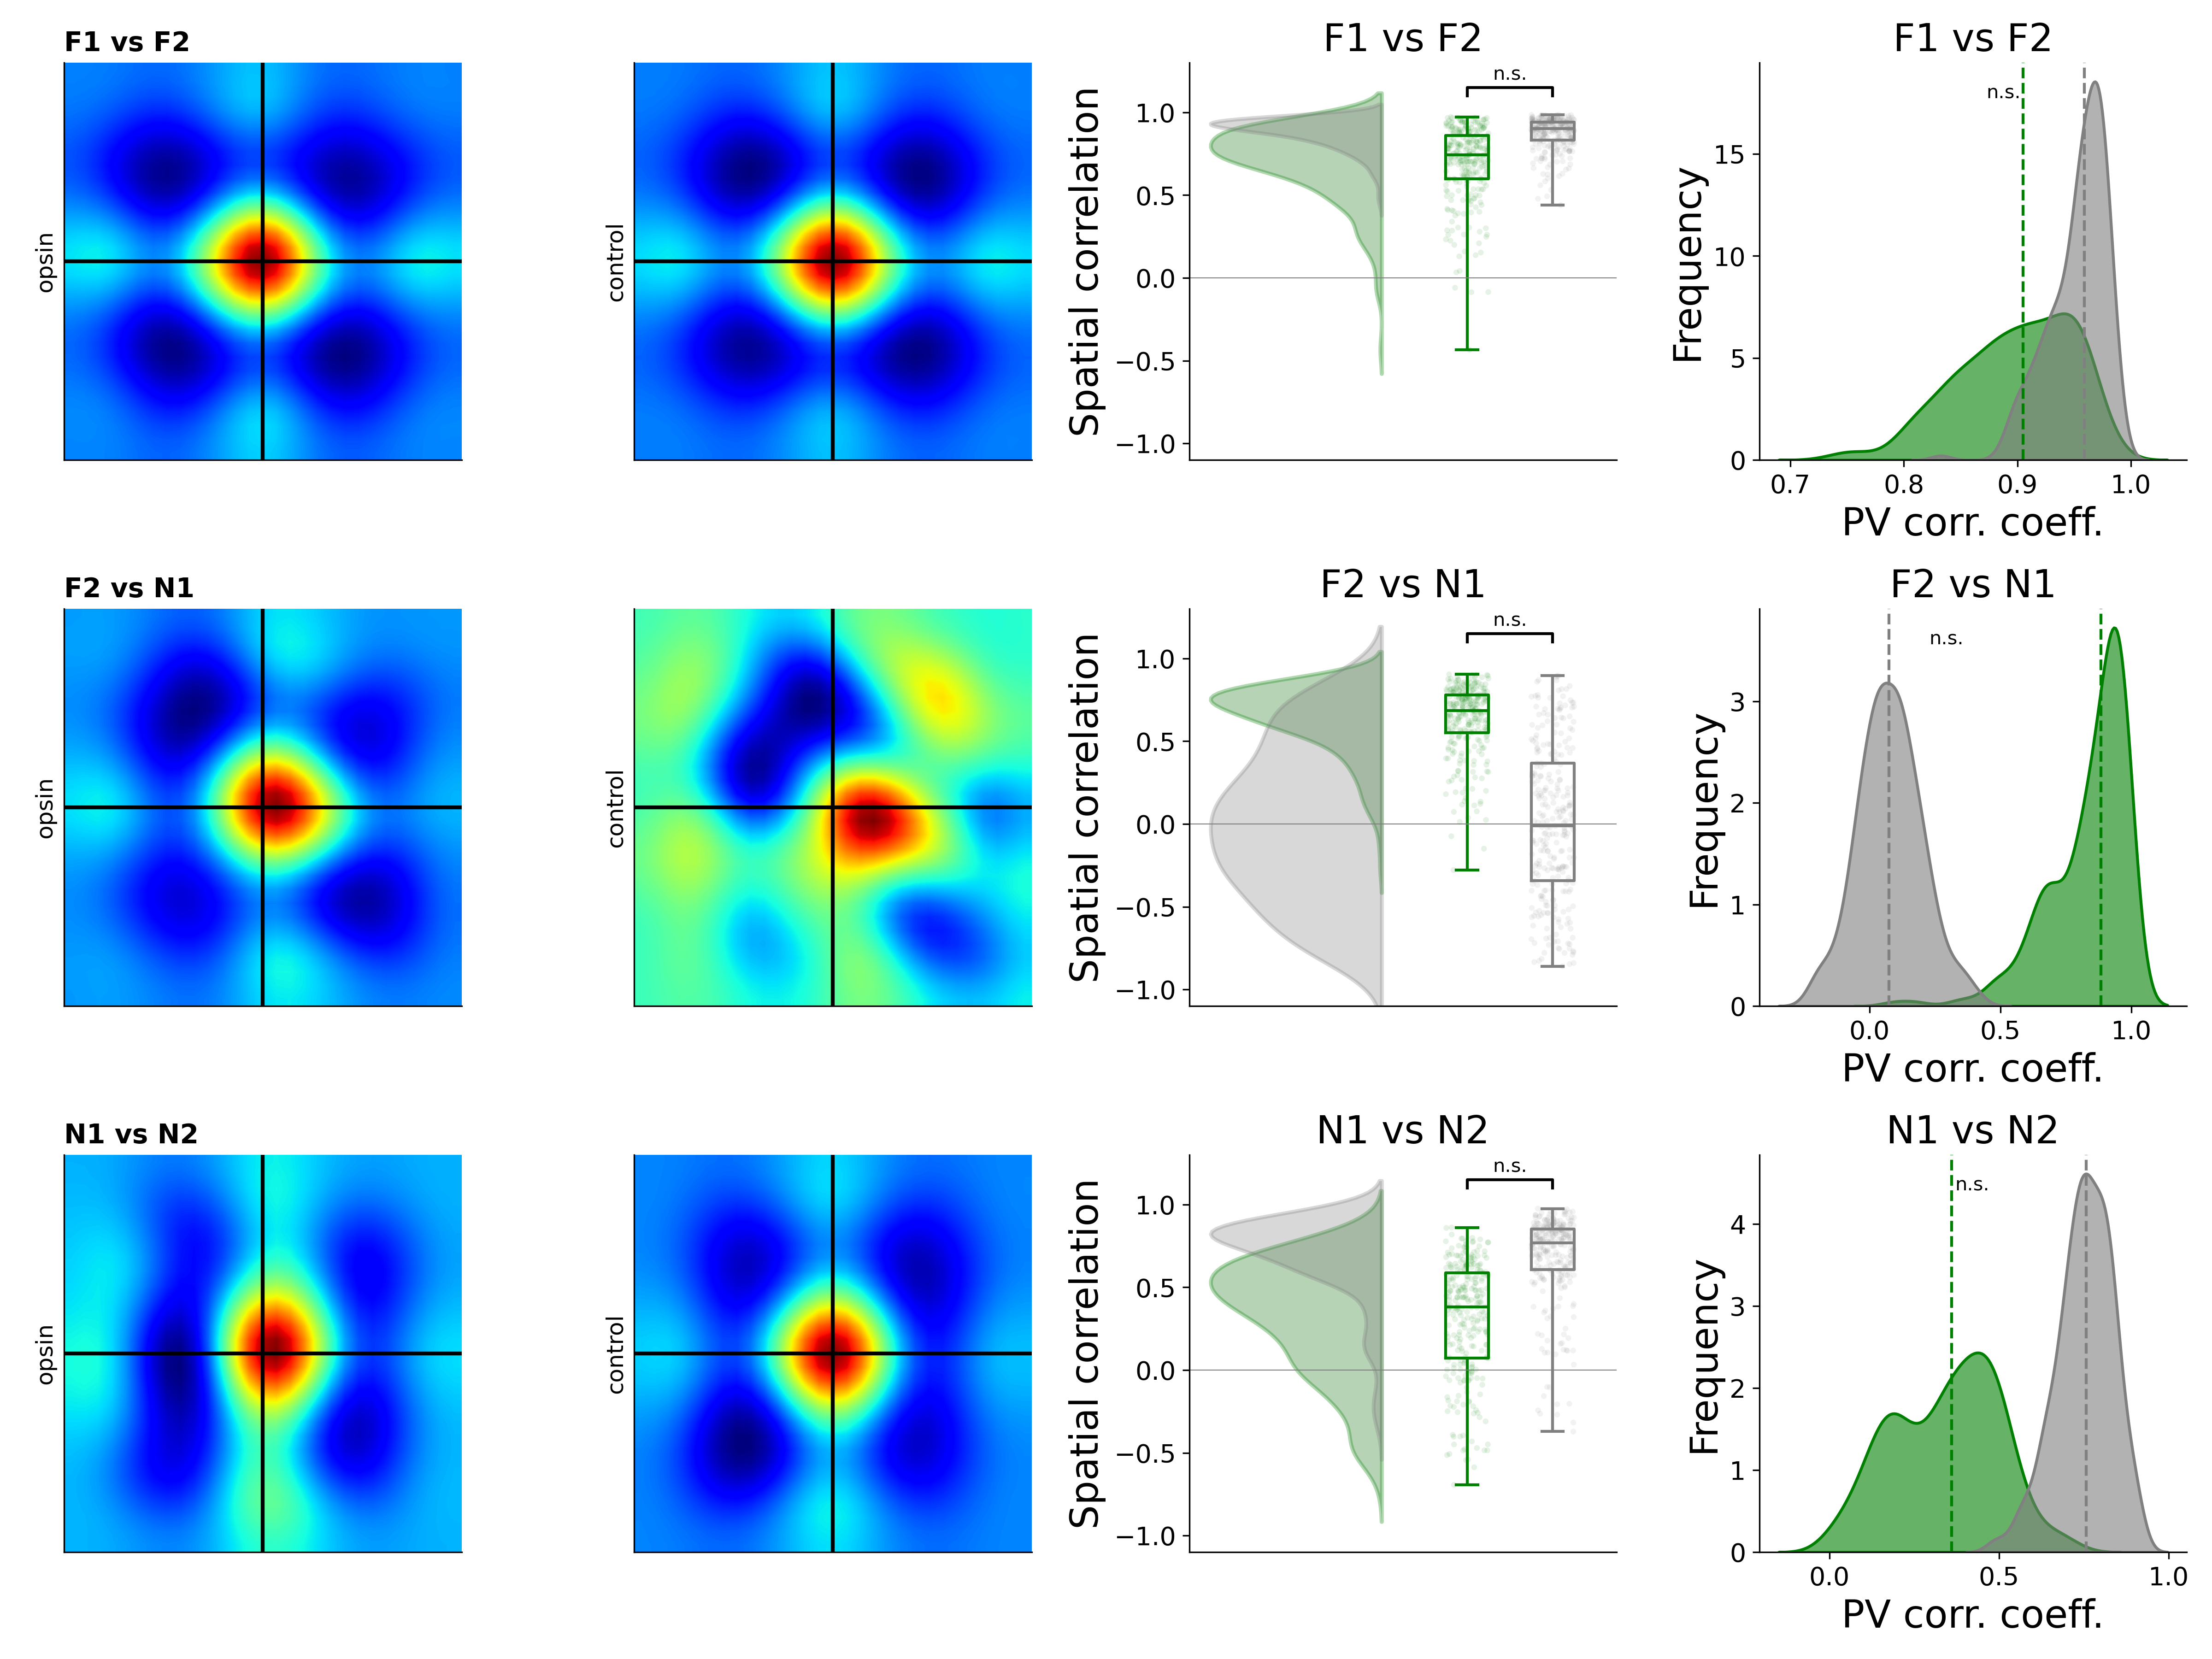 F1 vs F2
opsin
control
F1 vs F2
Spatial correlation
1.0
0.5
0.0
−0.5
−1.0
n.s.
F1 vs F2
Frequency
15
10
5
0
n.s.
0.7 0.8 0.9 1.0
PV corr. coeff.
F2 vs N1
opsin
control
F2 vs N1
Spatial correlation
1.0
0.5
0.0
−0.5
−1.0
n.s.
F2 vs N1
Frequency
3
2
1
0
n.s.
0.0 0.5 1.0
PV corr. coeff.
N1 vs N2
opsin
control
N1 vs N2
Spatial correlation
1.0
0.5
0.0
−0.5
−1.0
n.s.
N1 vs N2
Frequency
4
3
2
1
0
n.s.
0.0 0.5 1.0
PV corr. coeff.